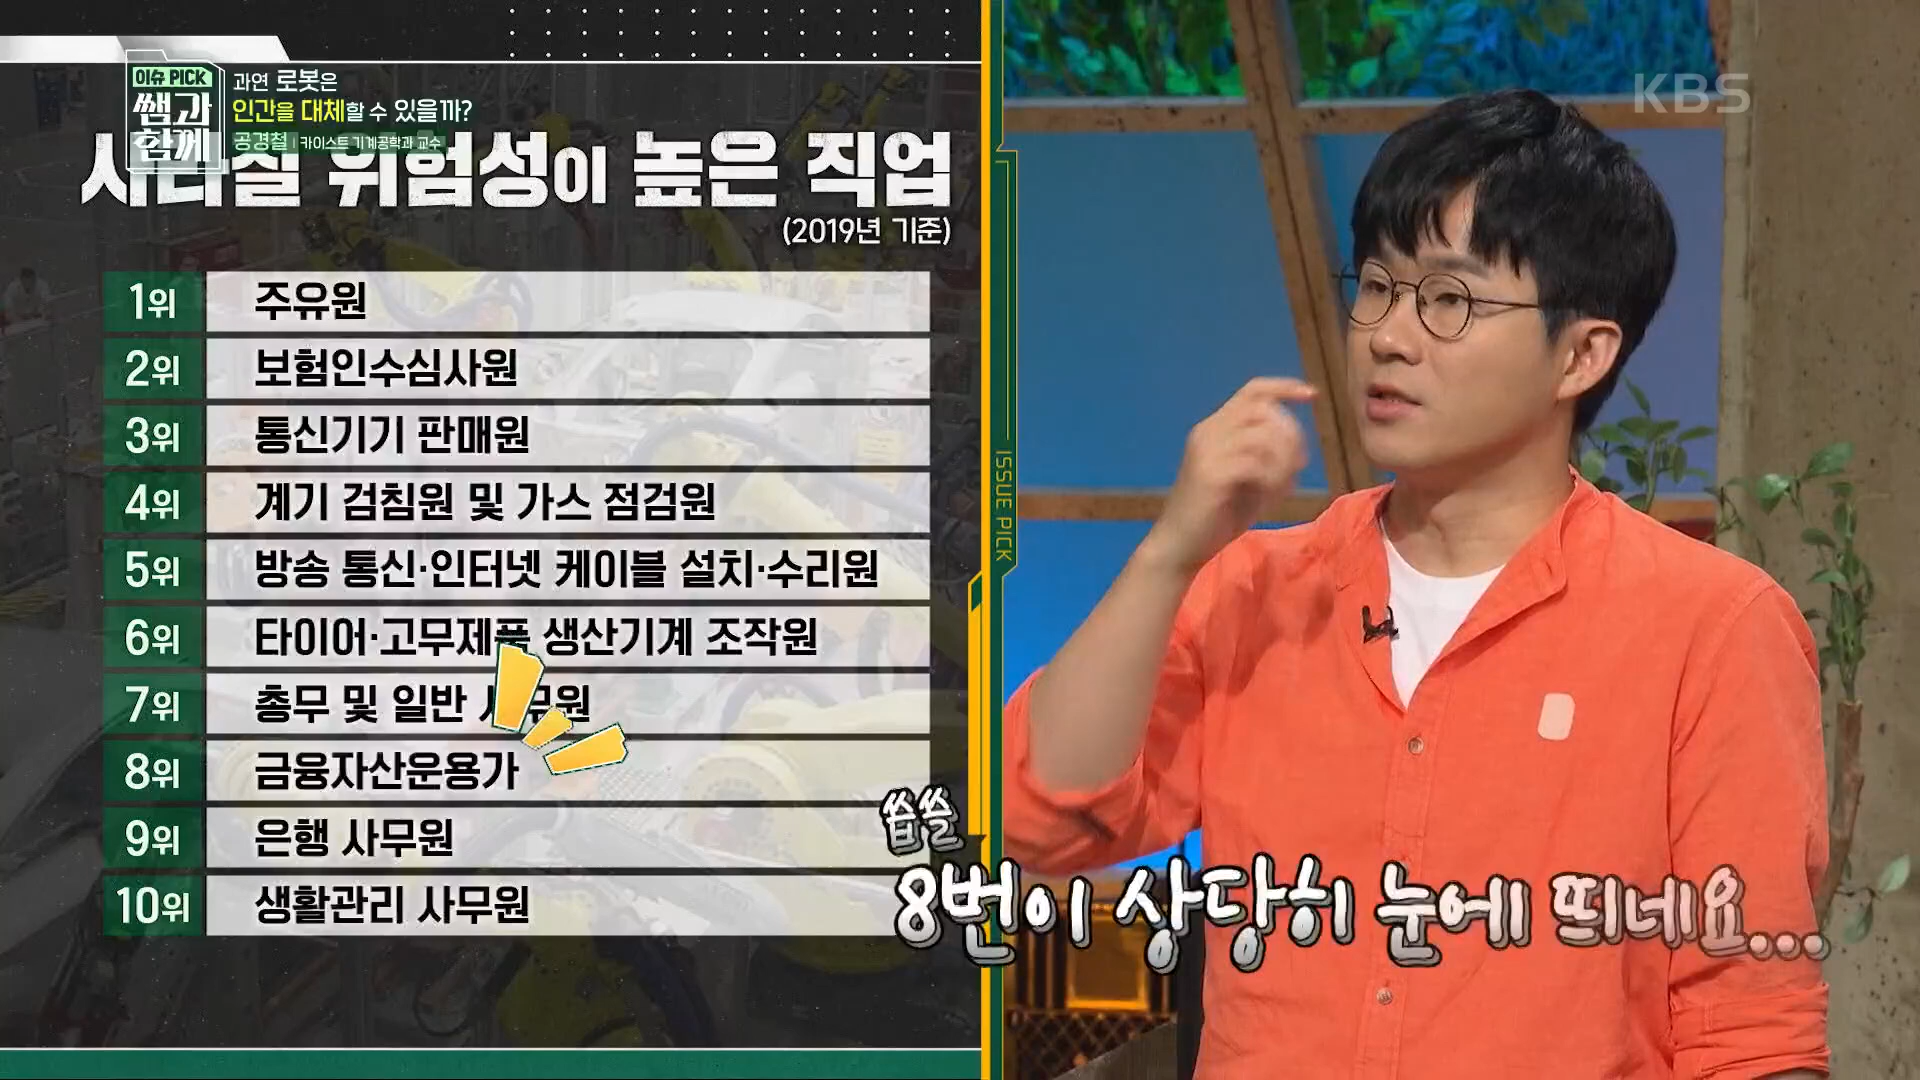 이슈 PICK
쌤과
함께
과연 로봇은
인간을 대체할 수 있을까?
공경철 | 카이스트 기계공학과 교수
KBS
위험성이 높은 직업
(2019년 기준)
1위 주유원
2위 보험인수심사원
3위 통신기기 판매원
4위 계기 검침원 및 가스 점검원
5위 방송 통신·인터넷 케이블 설치·수리원
6위 타이어·고무제품 생산기계 조작원
7위 총무 및 일반 사무원
8위 금융자산운용가
9위 은행 사무원
10위 생활관리 사무원
ISSUE PICK
씁쓸
8번이 상당히 눈에 띄네요...